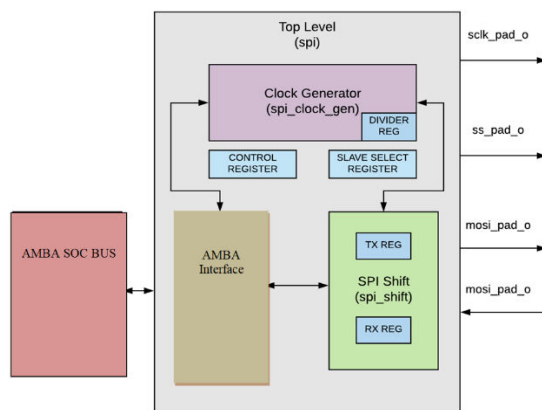 Top Level
(spi)
sclk_pad_o
Clock Generator
(spi_clock_gen)
DIVIDER
REG
CONTROL
REGISTER
SLAVE SELECT
REGISTER
ss_pad_o
AMBA SOC BUS
AMBA
Interface
TX REG
SPI Shift
(spi_shift)
RX REG
mosi_pad_o
mosi_pad_o